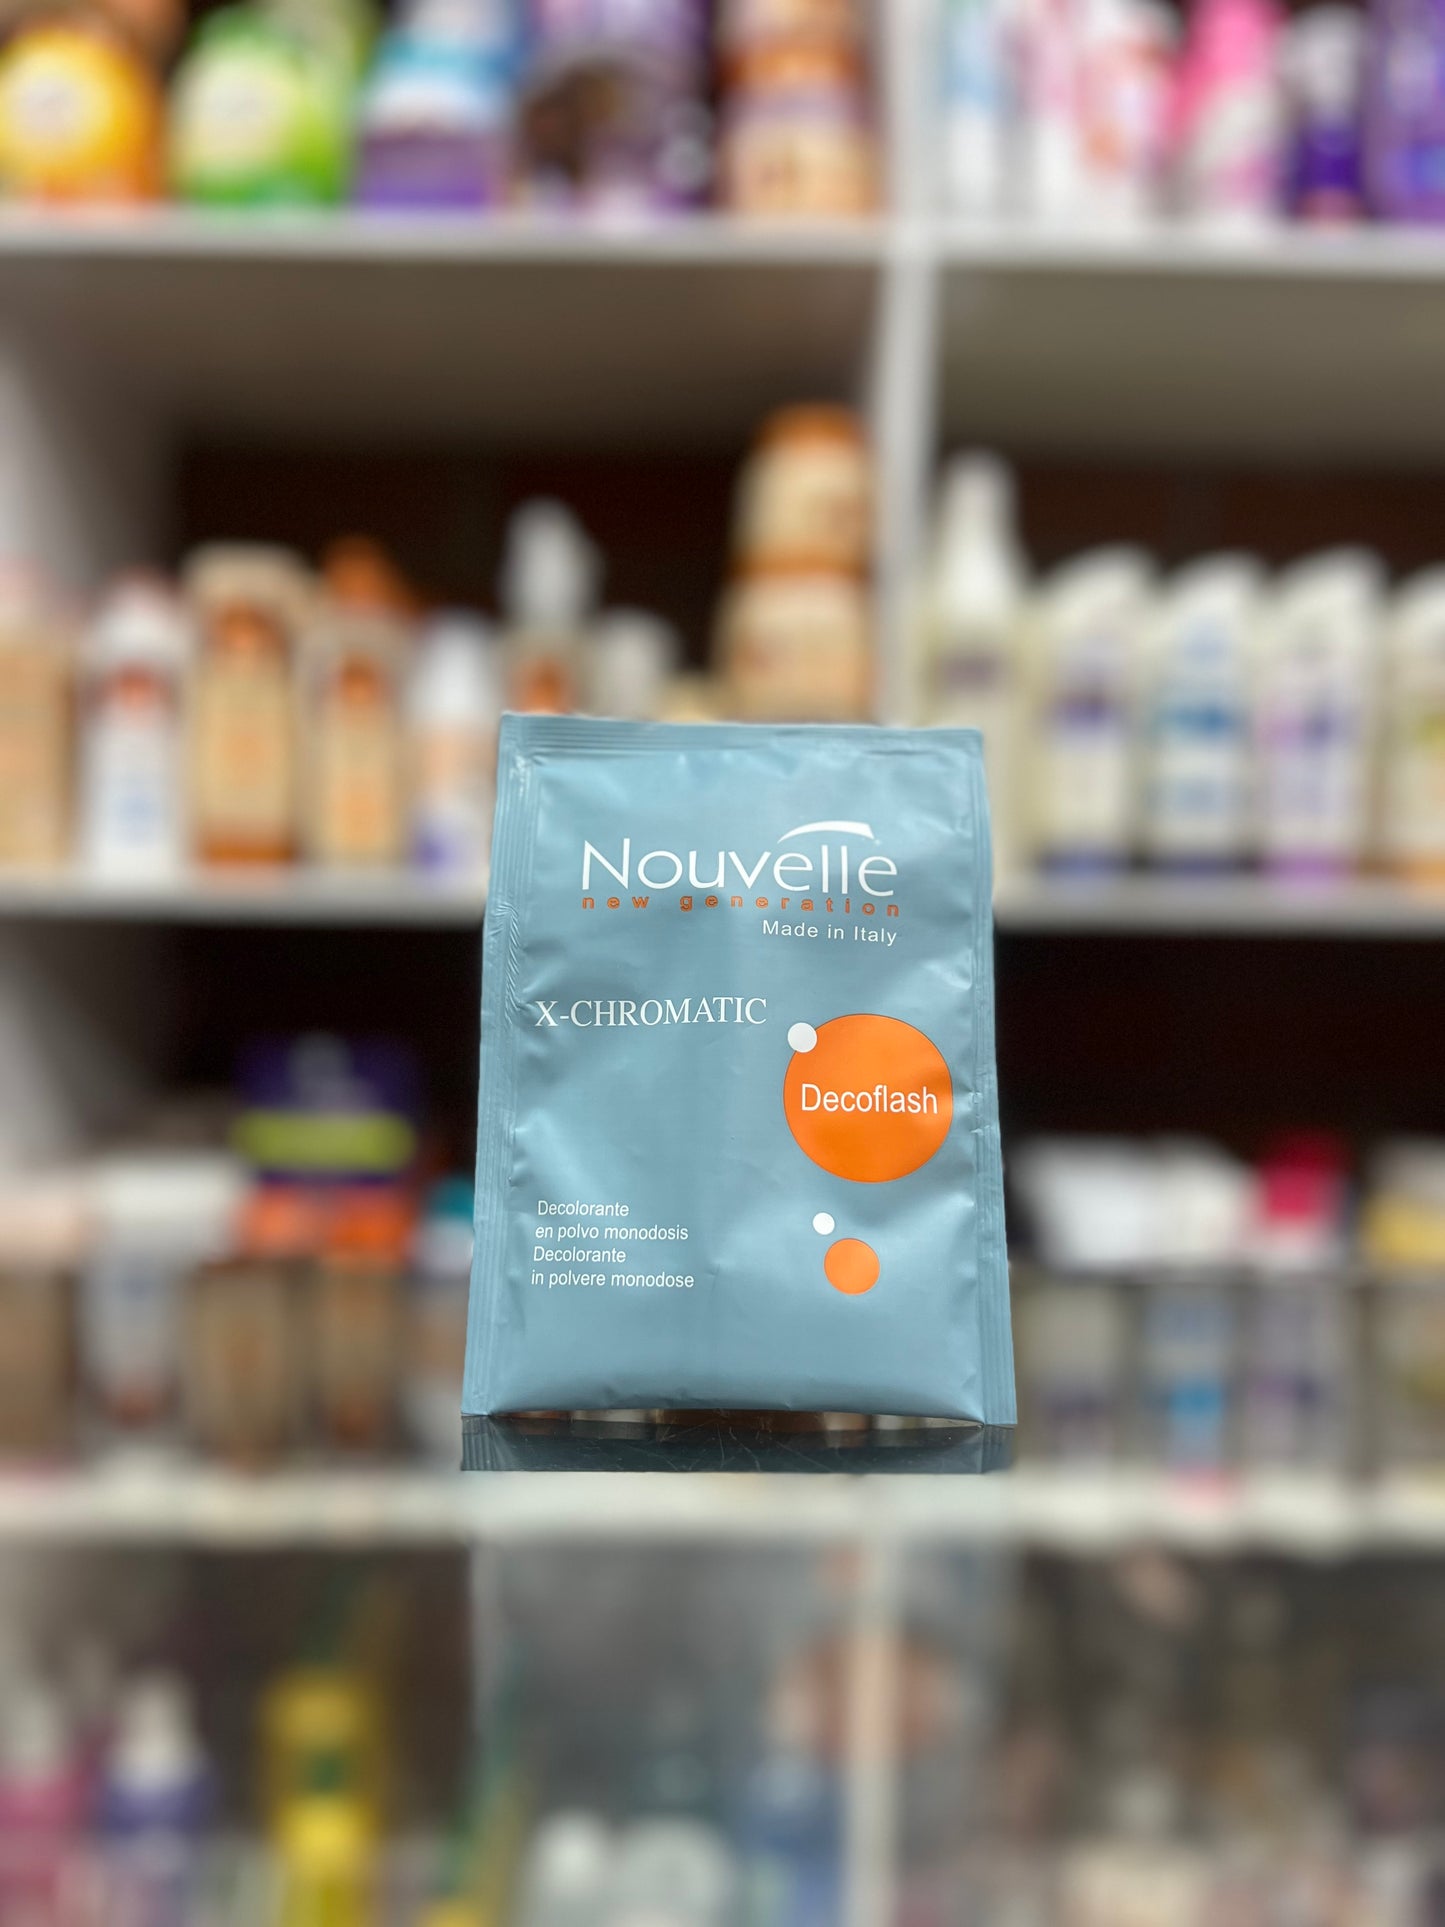 Nouvelle
new generation
Made in Italy
X-CHROMATIC
Decoflash
Decolorante
en polvo monodosis
Decolorante
in polvere monodose